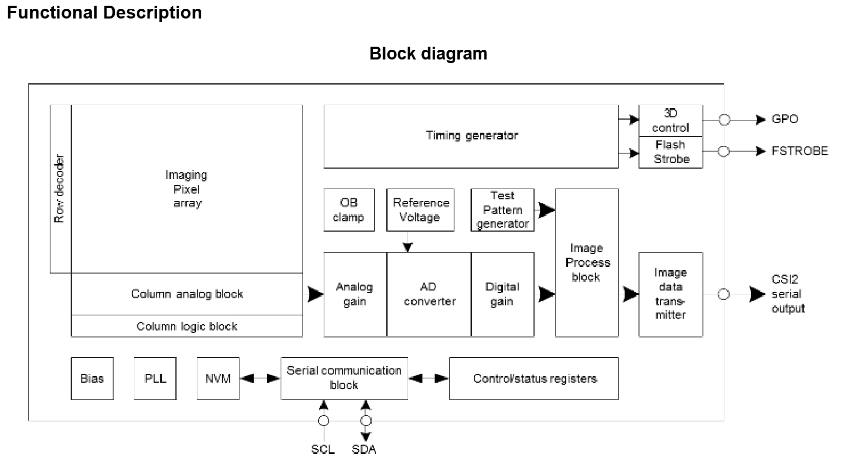 Functional Description
Block diagram
Row decoder
Imaging
Pixel
array
Timing generator
3D
control
GPO
Flash
Strobe
FSTROBE
OB
clamp
Reference
Voltage
Test
Pattern
generator
Image
Process
block
Column analog block
Column logic block
Analog
gain
AD
converter
Digital
gain
Image
data
trans-
mitter
CSI2
serial
output
Bias
PLL
NVM
Serial communication
block
Control/status registers
SCL
SDA